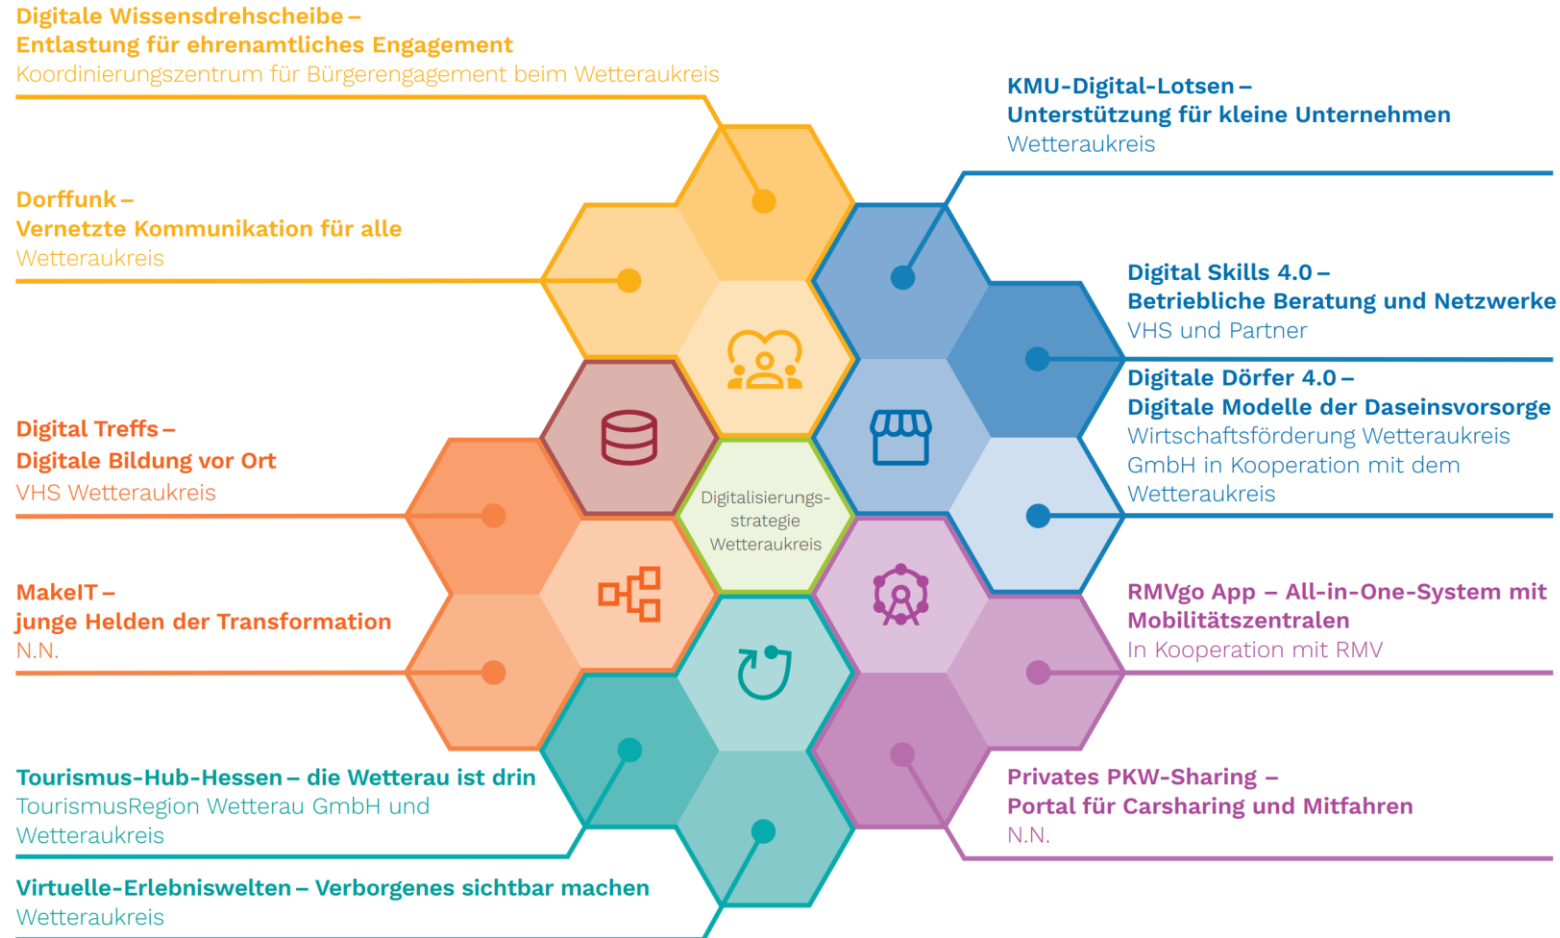 Digitale Wissensdrehscheibe –
Entlastung für ehrenamtliches Engagement
Koordinierungszentrum für Bürgerengagement beim Wetteraukreis
Dorffunk –
Vernetzte Kommunikation für alle
Wetteraukreis
Digital Treffs –
Digitale Bildung vor Ort
VHS Wetteraukreis
MakeIT –
junge Helden der Transformation
N.N.
Tourismus-Hub-Hessen – die Wetterau ist drin
TourismusRegion Wetterau GmbH und
Wetteraukreis
Virtuelle-Erlebniswelten – Verborgenes sichtbar machen
Wetteraukreis
Digitalisierungs-
strategie
Wetteraukreis
KMU-Digital-Lotsen –
Unterstützung für kleine Unternehmen
Wetteraukreis
Digital Skills 4.0 –
Betriebliche Beratung und Netzwerke
VHS und Partner
Digitale Dörfer 4.0 –
Digitale Modelle der Daseinsvorsorge
Wirtschaftsförderung Wetteraukreis
GmbH in Kooperation mit dem
Wetteraukreis
RMVgo App – All-in-One-System mit
Mobilitätszentralen
In Kooperation mit RMV
Privates PKW-Sharing –
Portal für Carsharing und Mitfahren
N.N.